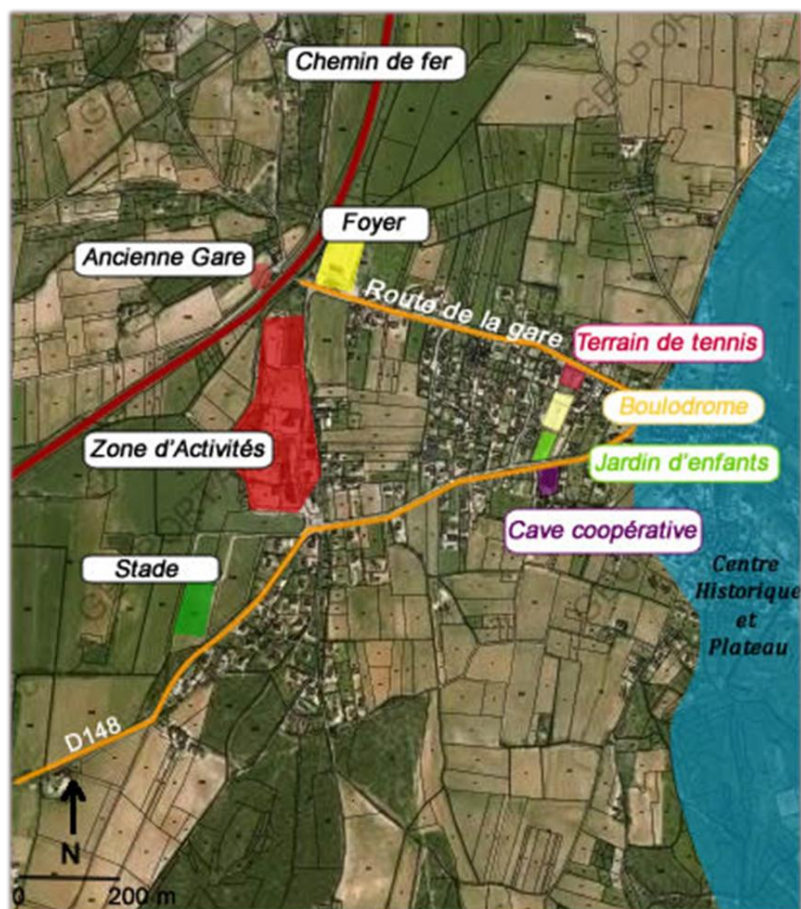 Chemin de fer
GEOPORT
Foyer
Ancienne Gare
Route de la gare
Terrain de tennis
Boulodrome
Zone d'Activités
Jardin d'enfants
Cave coopérative
Stade
Centre
Historique
et
Plateau
D148
N
0 200 m